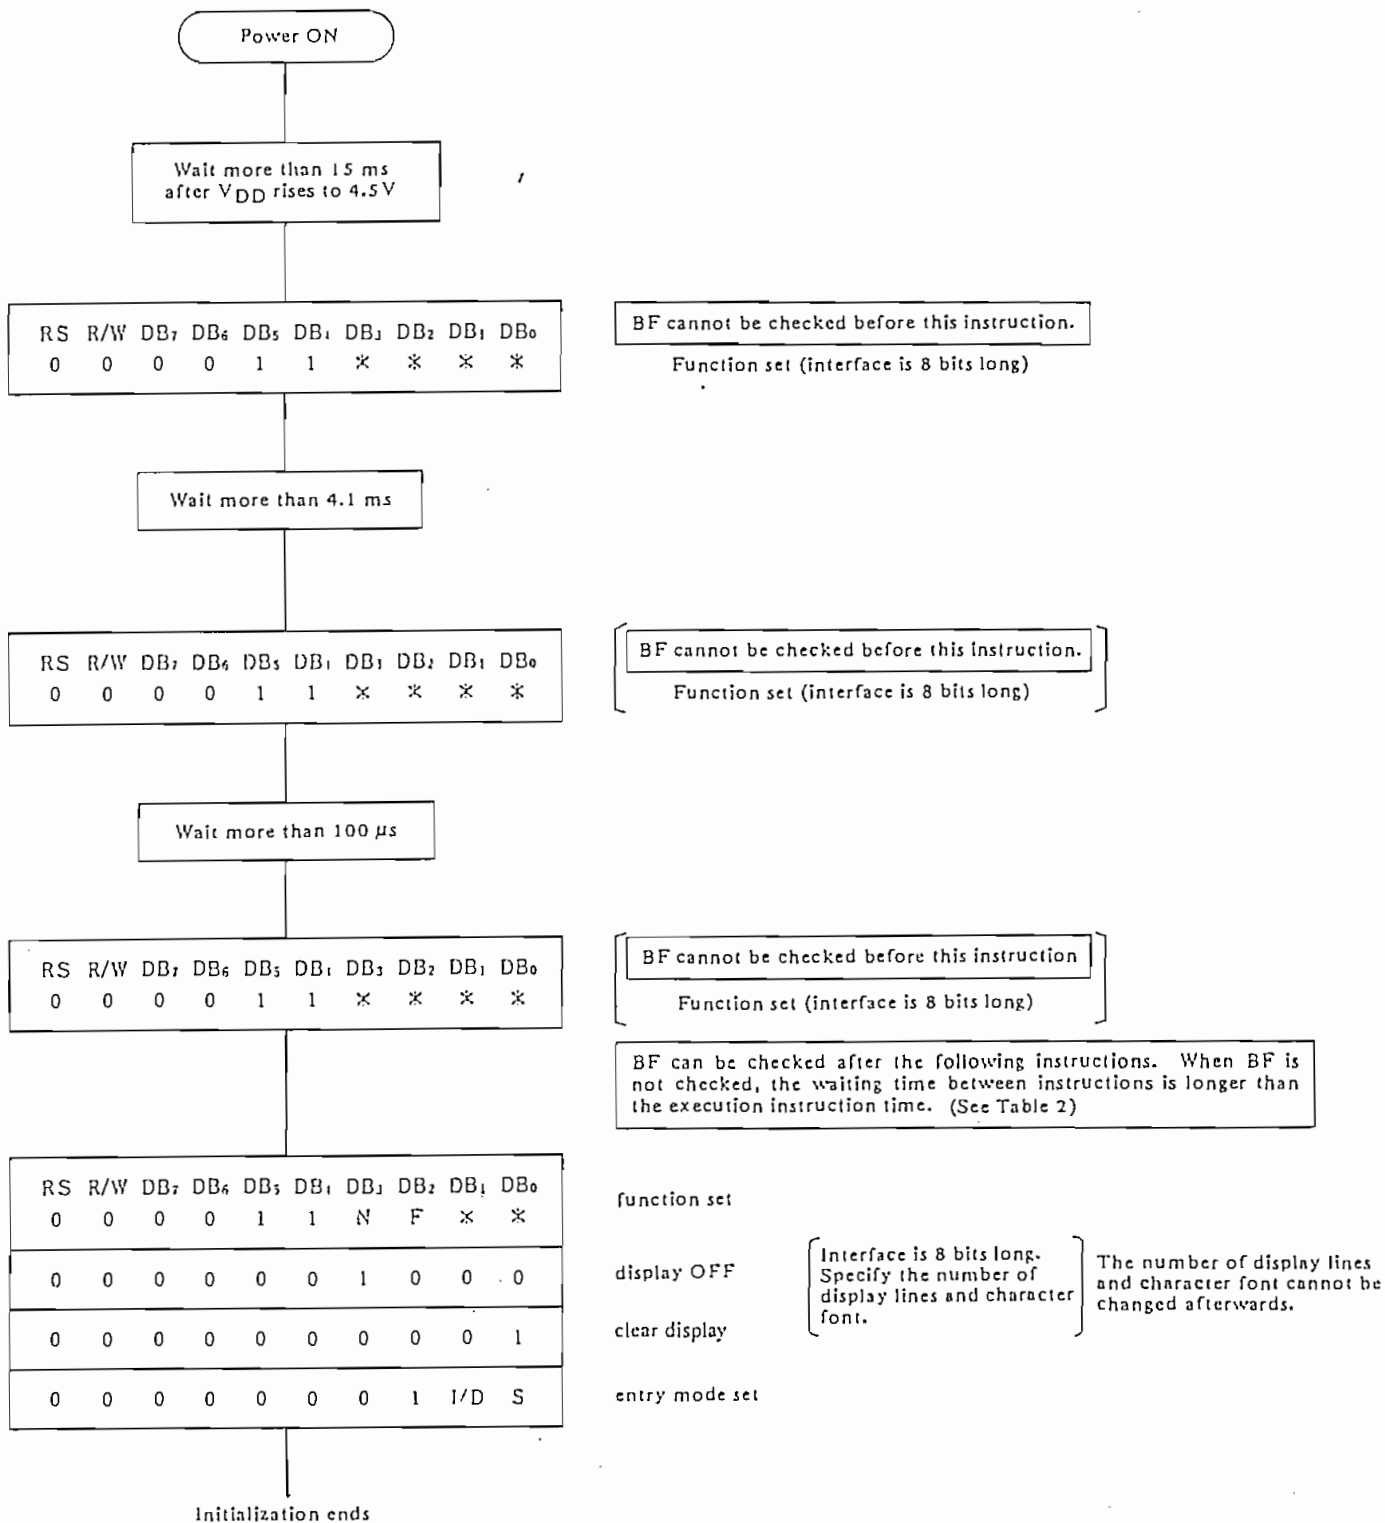 Power ON
Wait more than 15 ms
after VDD rises to 4.5V
RS R/W DB7 DB6 DB5 DB4 DB3 DB2 DB1 DB0
0 0 0 0 1 1 * * * *
BF cannot be checked before this instruction.
Function set (interface is 8 bits long)
Wait more than 4.1 ms
RS R/W DB7 DB6 DB5 DB4 DB3 DB2 DB1 DB0
0 0 0 0 1 1 * * * *
BF cannot be checked before this instruction.
Function set (interface is 8 bits long)
Wait more than 100 μs
RS R/W DB7 DB6 DB5 DB4 DB3 DB2 DB1 DB0
0 0 0 0 1 1 * * * *
BF cannot be checked before this instruction
Function set (interface is 8 bits long)
BF can be checked after the following instructions. When BF is
not checked, the waiting time between instructions is longer than
the execution instruction time. (See Table 2)
RS R/W DB7 DB6 DB5 DB4 DB3 DB2 DB1 DB0
0 0 0 0 1 1 N F * *
function set
0 0 0 0 0 0 1 0 0 0
display OFF
Interface is 8 bits long.
Specify the number of
display lines and character
font.
The number of display lines
and character font cannot be
changed afterwards.
0 0 0 0 0 0 0 0 0 1
clear display
0 0 0 0 0 0 0 1 I/D S
entry mode set
Initialization ends